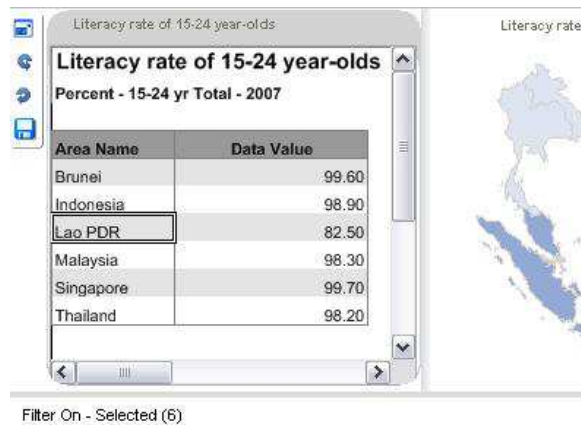 Literacy rate of 15-24 year-olds
Literacy rate
Literacy rate of 15-24 year-olds
Percent - 15-24 yr Total - 2007
Area Name Data Value
Brunei 99.60
Indonesia 98.90
Lao PDR 82.50
Malaysia 98.30
Singapore 99.70
Thailand 98.20
Filter On - Selected (6)